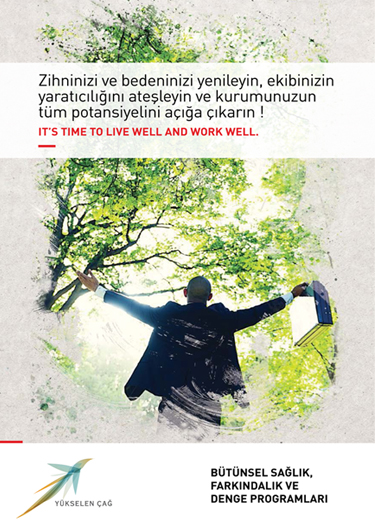 Zihninizi ve bedeninizi yenileyin, ekibinizin
yaratıcılığını ateşleyin ve kurumunuzun
tüm potansiyelini açığa çıkarın !
IT'S TIME TO LIVE WELL AND WORK WELL.
YÜKSELEN ÇAĞ
BÜTÜNSEL SAĞLIK,
FARKINDALIK VE
DENGE PROGRAMLARI